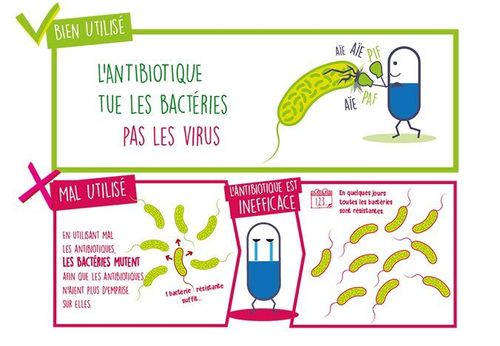 BIEN UTILISÉ
L'ANTIBIOTIQUE
TUE LES BACTÉRIES
PAS LES VIRUS
AÏE AÏE PIF
AÏE PAF
MAL UTILISÉ
EN UTILISANT MAL
LES ANTIBIOTIQUES,
LES BACTÉRIES MUTENT
AFIN QUE LES ANTIBIOTIQUES
N'AIENT PLUS D'EMPRISE
SUR ELLES.
1 bactérie résistante
suffit...
L'ANTIBIOTIQUE EST
INEFFICACE
123
En quelques jours
toutes les bactéries
sont résistantes.